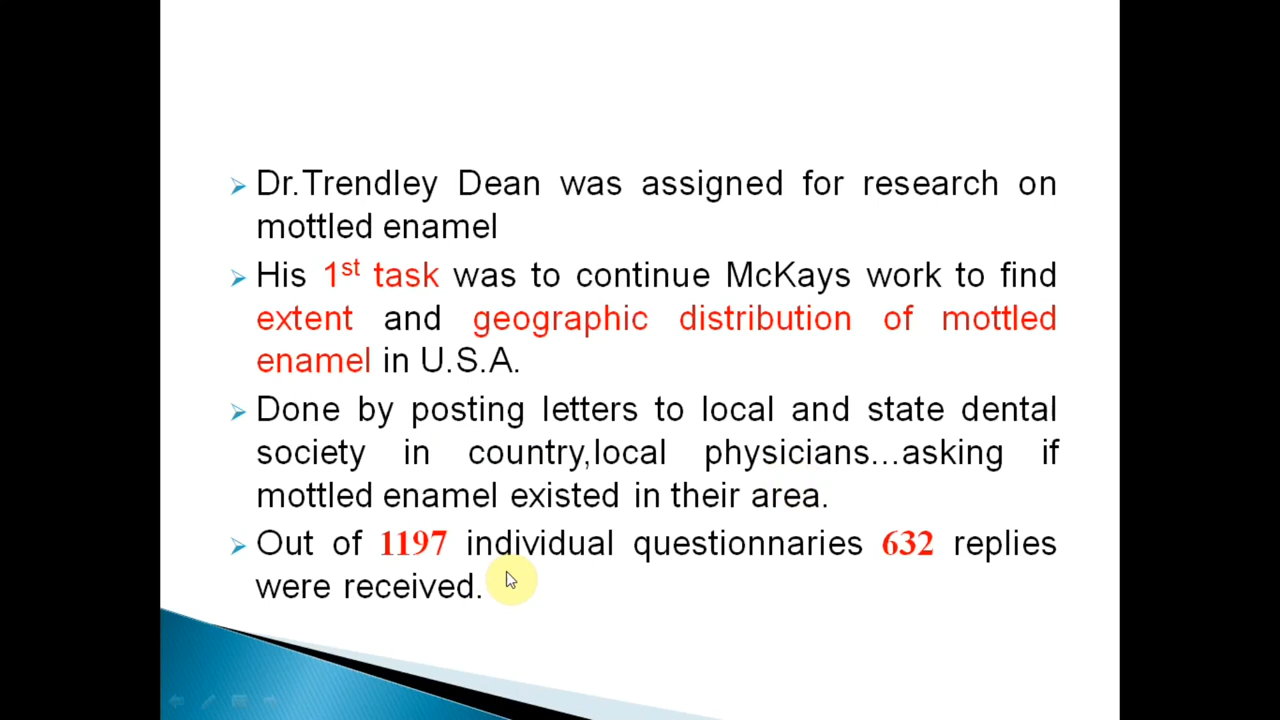 Dr.Trendley Dean was assigned for research on
mottled enamel
His 1st task was to continue McKays work to find
extent and geographic distribution of mottled
enamel in U.S.A.
Done by posting letters to local and state dental
society in country,local physicians...asking if
mottled enamel existed in their area.
Out of 1197 individual questionnaries 632 replies
were received.